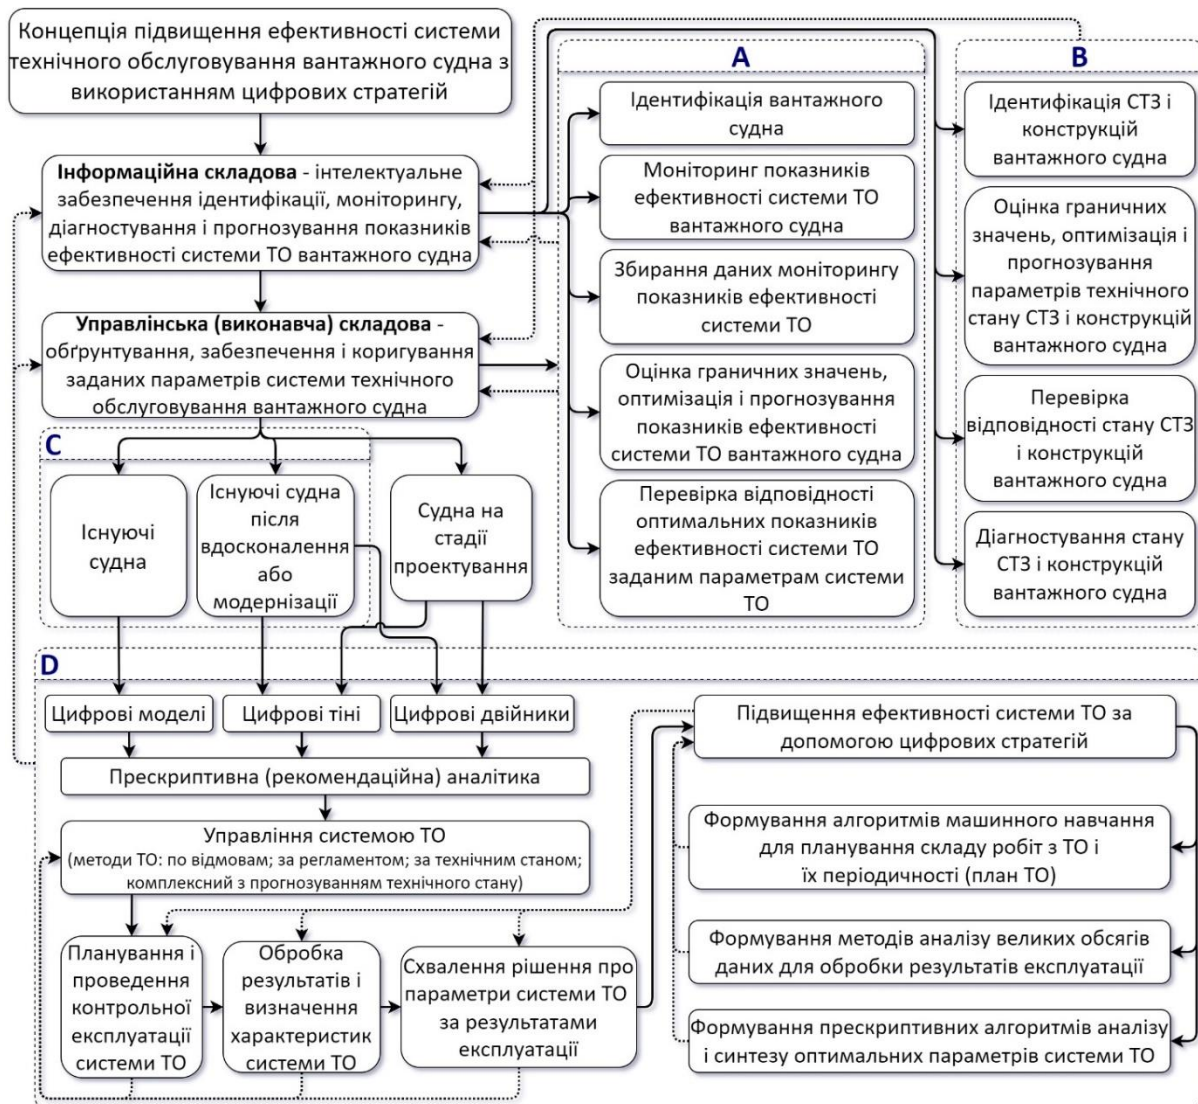 Концепція підвищення ефективності системи
технічного обслуговування вантажного судна з
використанням цифрових стратегій
Інформаційна складова - інтелектуальне
забезпечення ідентифікації, моніторингу,
діагностування і прогнозування показників
ефективності системи ТО вантажного судна
Управлінська (виконавча) складова -
обґрунтування, забезпечення і коригування
заданих параметрів системи технічного
обслуговування вантажного судна
A
Ідентифікація вантажного
судна
Моніторинг показників
ефективності системи ТО
вантажного судна
Збирання даних моніторингу
показників ефективності
системи ТО
Оцінка граничних значень,
оптимізація і прогнозування
показників ефективності
системи ТО вантажного судна
Перевірка відповідності
оптимальних показників
ефективності системи ТО
заданим параметрам системи
ТО
B
Ідентифікація СТЗ і
конструкцій
вантажного судна
Оцінка граничних
значень, оптимізація і
прогнозування
параметрів технічного
стану СТЗ і конструкцій
вантажного судна
Перевірка
відповідності стану СТЗ
і конструкцій
вантажного судна
Діагностування стану
СТЗ і конструкцій
вантажного судна
C
Існуючі
судна
Існуючі судна
після
вдосконалення
або
модернізації
Судна на
стадії
проектування
D
Цифрові моделі
Цифрові тіні
Цифрові двійники
Прескриптивна (рекомендаційна) аналітика
Управління системою ТО
(методи ТО: по відмовам; за регламентом; за технічним станом;
комплексний з прогнозуванням технічного стану)
Планування і
проведення
контрольної
експлуатації
системи ТО
Обробка
результатів і
визначення
характеристик
системи ТО
Схвалення рішення про
параметри системи ТО
за результатами
експлуатації
Підвищення ефективності системи ТО за
допомогою цифрових стратегій
Формування алгоритмів машинного навчання
для планування складу робіт з ТО і
їх періодичності (план ТО)
Формування методів аналізу великих обсягів
даних для обробки результатів експлуатації
Формування прескриптивних алгоритмів аналізу
і синтезу оптимальних параметрів системи ТО